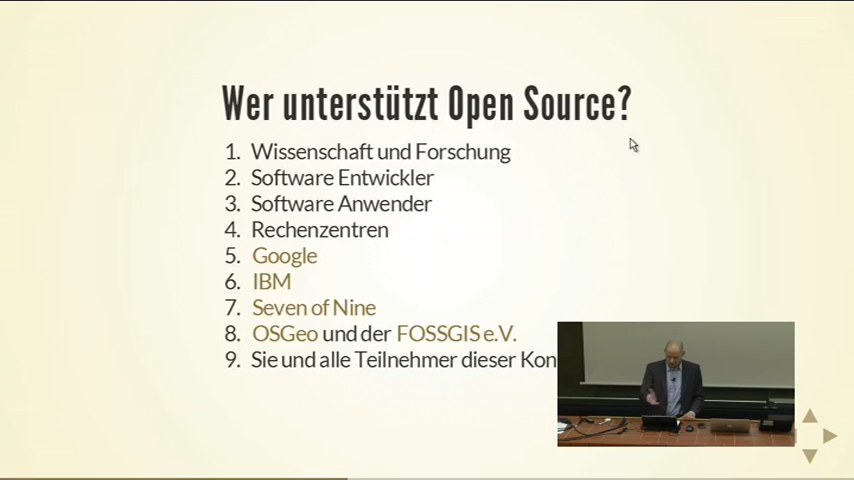 Wer unterstützt Open Source?
1. Wissenschaft und Forschung
2. Software Entwickler
3. Software Anwender
4. Rechenzentren
5. Google
6. IBM
7. Seven of Nine
8. OSGeo und der FOSSGIS e.V.
9. Sie und alle Teilnehmer dieser Kon